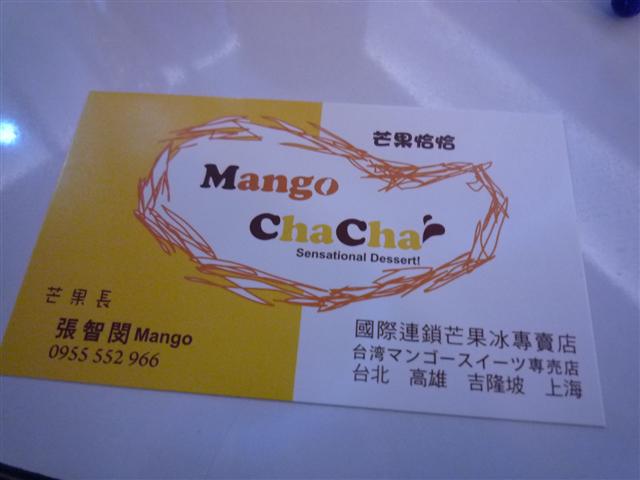 芒果恰恰
Mango
ChaCha
Sensational Dessert!
芒果長
張智閔 Mango
0955 552 966
國際連鎖芒果冰專賣店
台湾マンゴースイーツ専売店
台北 高雄 吉隆坡 上海